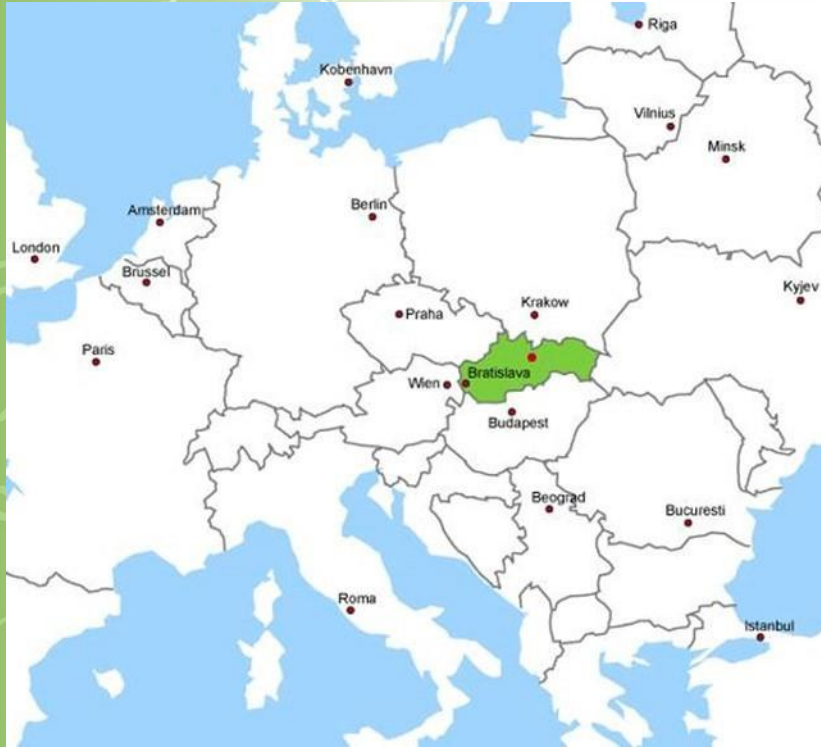 Riga
Kobenhavn
Vilnius
Minsk
Amsterdam
Berlin
London
Brussel
Kyjev
Praha
Krakow
Paris
Wien
Bratislava
Budapest
Beograd
Bucuresti
Roma
Istanbul